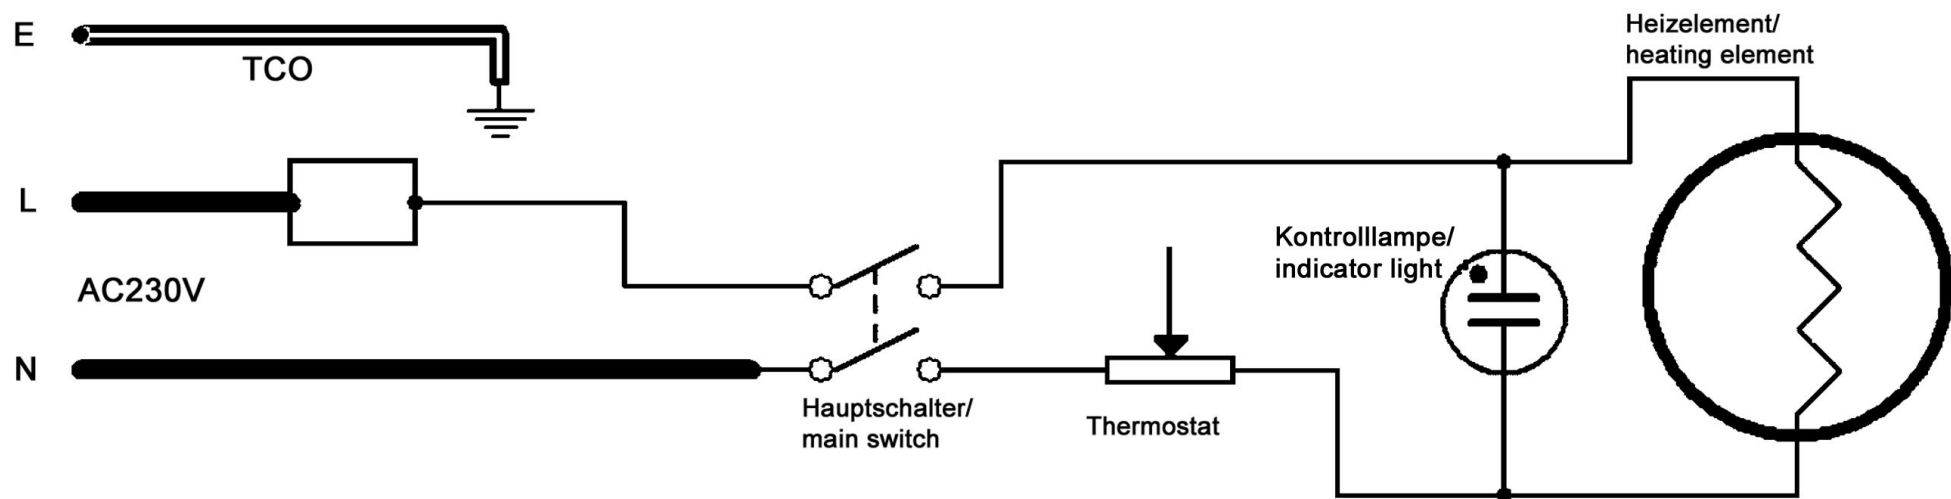 E
TCO
Heizelement/
heating element
L
AC230V
Kontrolllampe/
indicator light
N
Hauptschalter/
main switch
Thermostat